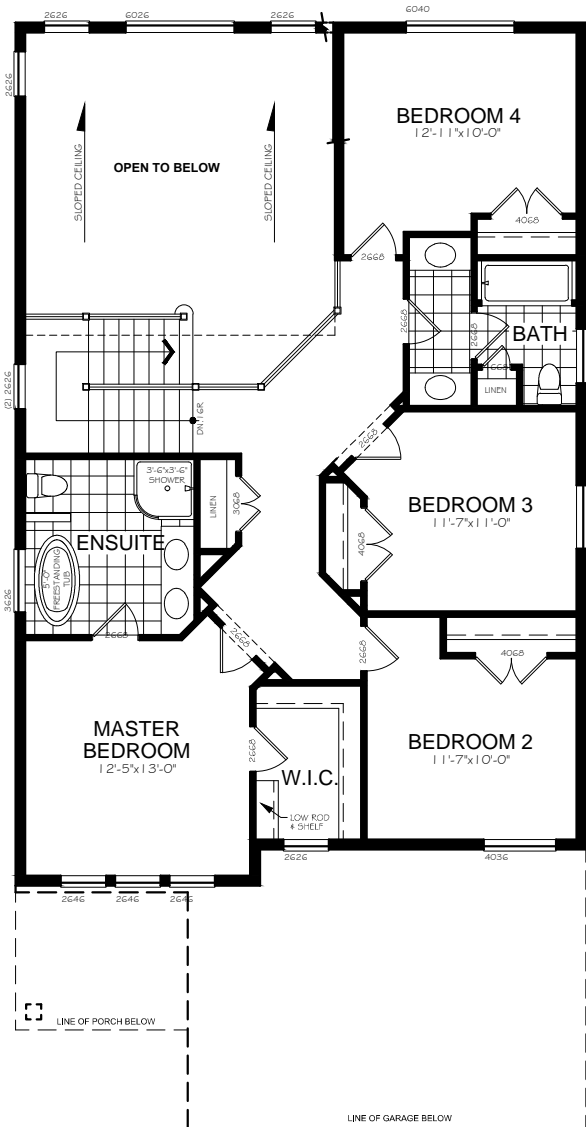 2626
6026
2626
6040
2626
SLOPED CEILING
OPEN TO BELOW
SLOPED CEILING
BEDROOM 4
12'-11"x10'-0"
4068
2668
2668
2668
BATH
1668
LINEN
(2) 2626
DN. 16R.
2668
3'-6"x3'-6"
SHOWER
LINEN
3068
ENSUITE
5'-0"
FREESTANDING
TUB
3626
2668
BEDROOM 3
11'-7"x11'-0"
4068
2668
2668
4068
MASTER
BEDROOM
12'-5"x13'-0"
2668
W.I.C.
LOW ROD
& SHELF
BEDROOM 2
11'-7"x10'-0"
2626
4036
2646
2646
2646
LINE OF PORCH BELOW
LINE OF GARAGE BELOW